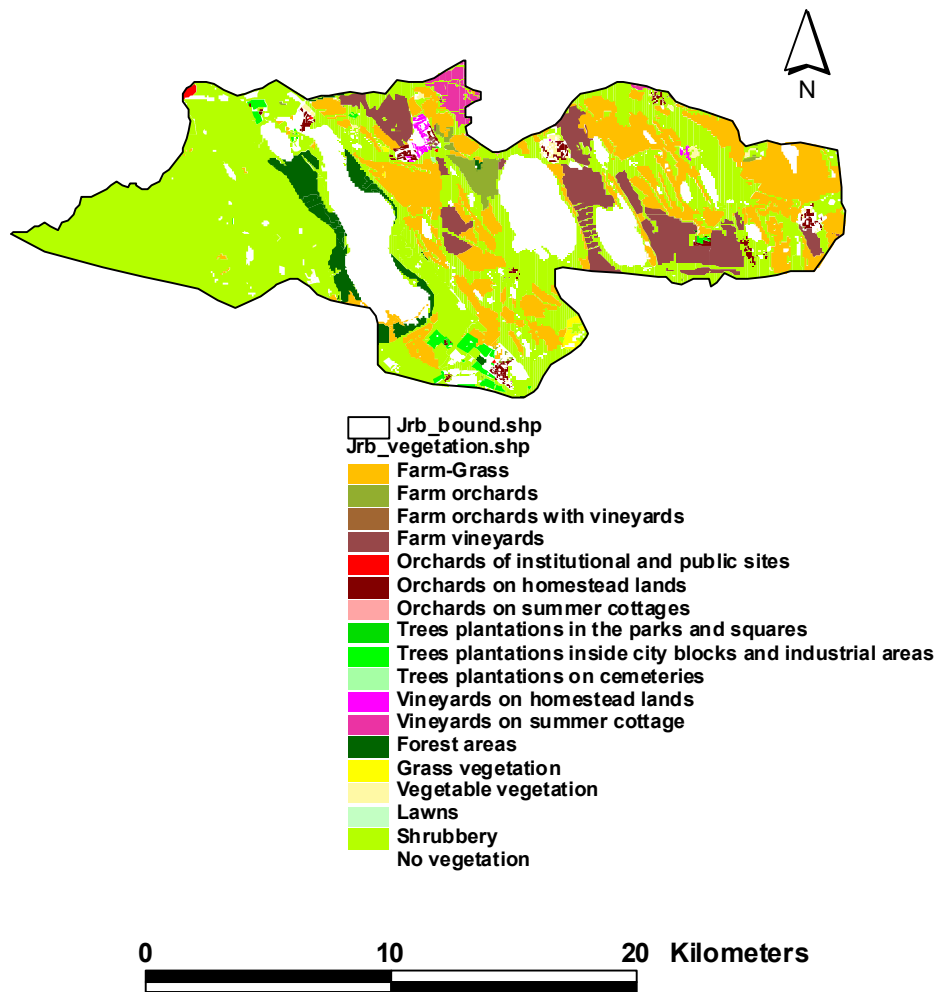 N
Jrb_bound.shp
Jrb_vegetation.shp
Farm-Grass
Farm orchards
Farm orchards with vineyards
Farm vineyards
Orchards of institutional and public sites
Orchards on homestead lands
Orchards on summer cottages
Trees plantations in the parks and squares
Trees plantations inside city blocks and industrial areas
Trees plantations on cemeteries
Vineyards on homestead lands
Vineyards on summer cottage
Forest areas
Grass vegetation
Vegetable vegetation
Lawns
Shrubbery
No vegetation
0 10 20 Kilometers